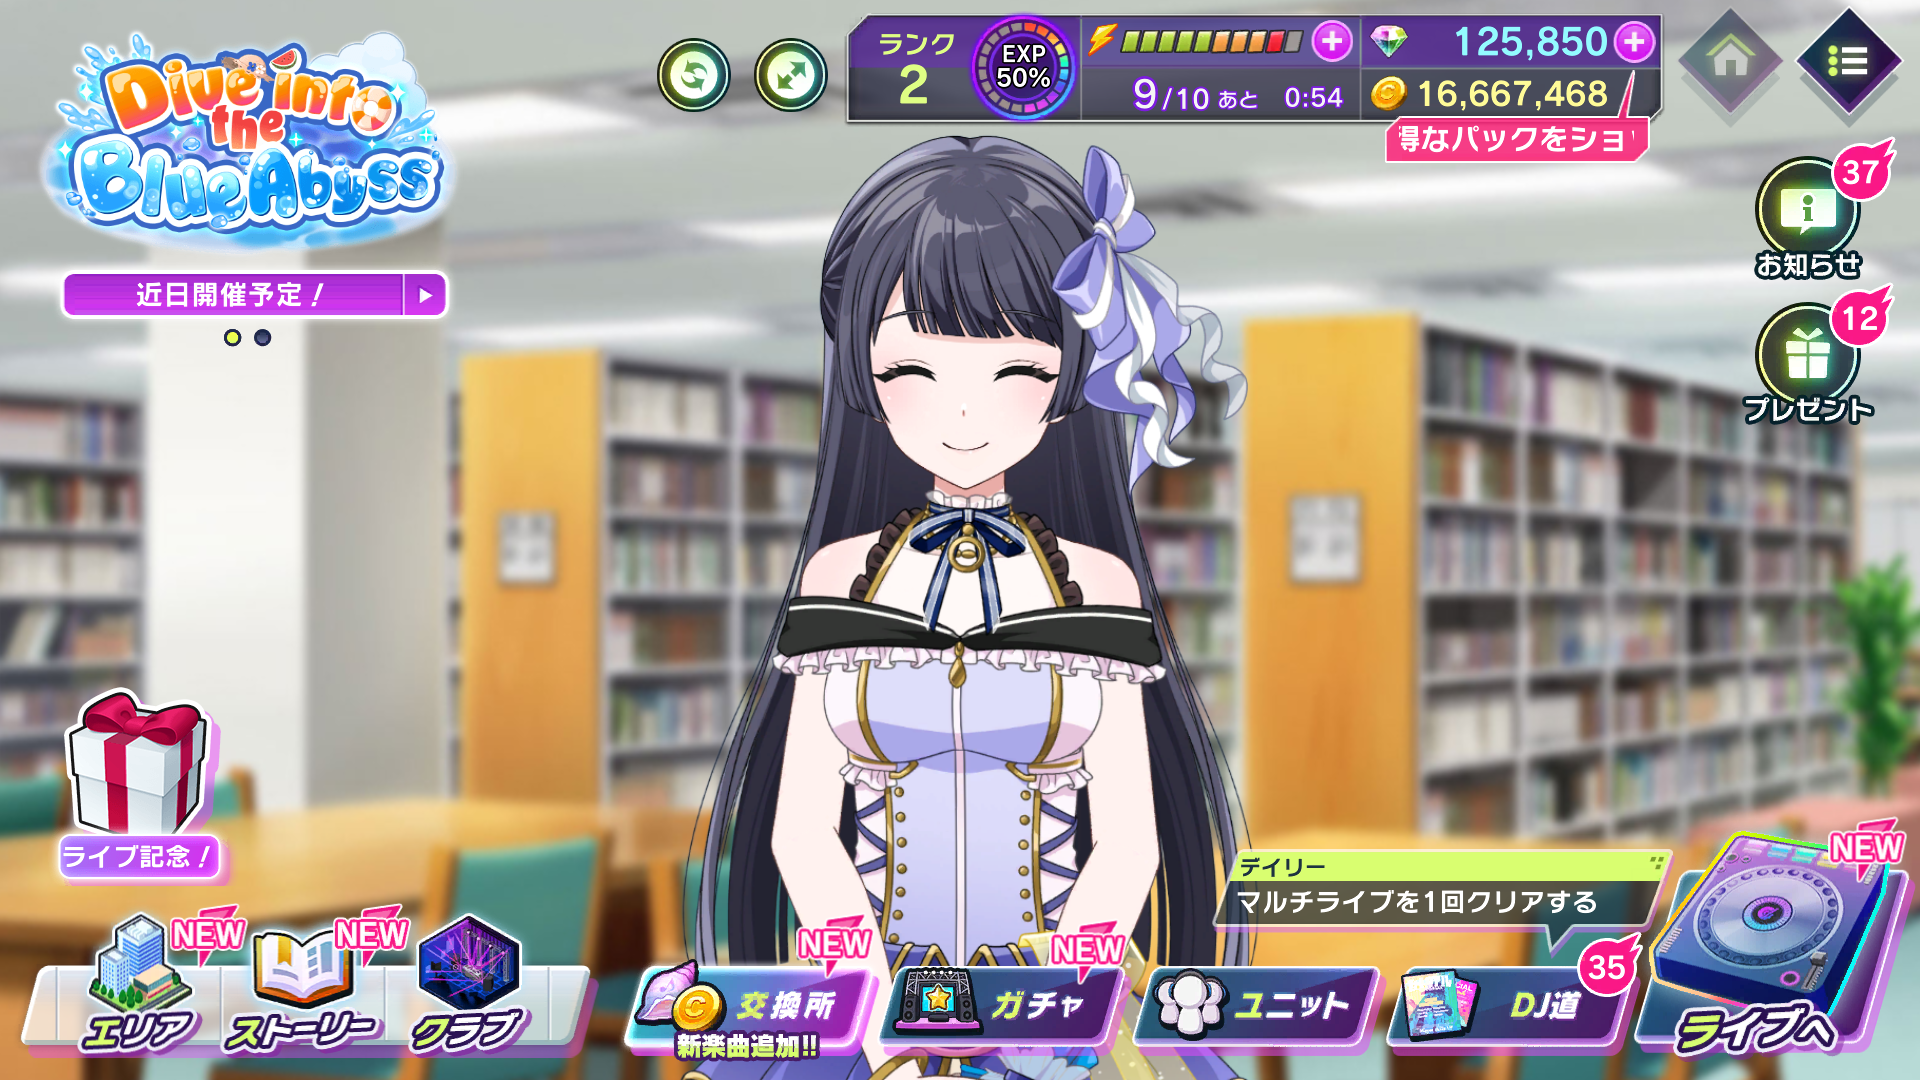 Dive into
the
Blue Abyss
近日開催予定！
ランク
2
EXP
50%
9/10 あと 0:54
125,850
16,667,468
得なパックをショ
37
お知らせ
12
プレゼント
ライブ記念！
デイリー
マルチライブを1回クリアする
NEW
エリア
NEW
ストーリー
クラブ
NEW
交換所
新楽曲追加!!
NEW
ガチャ
ユニット
35
DJ道
NEW
ライブへ